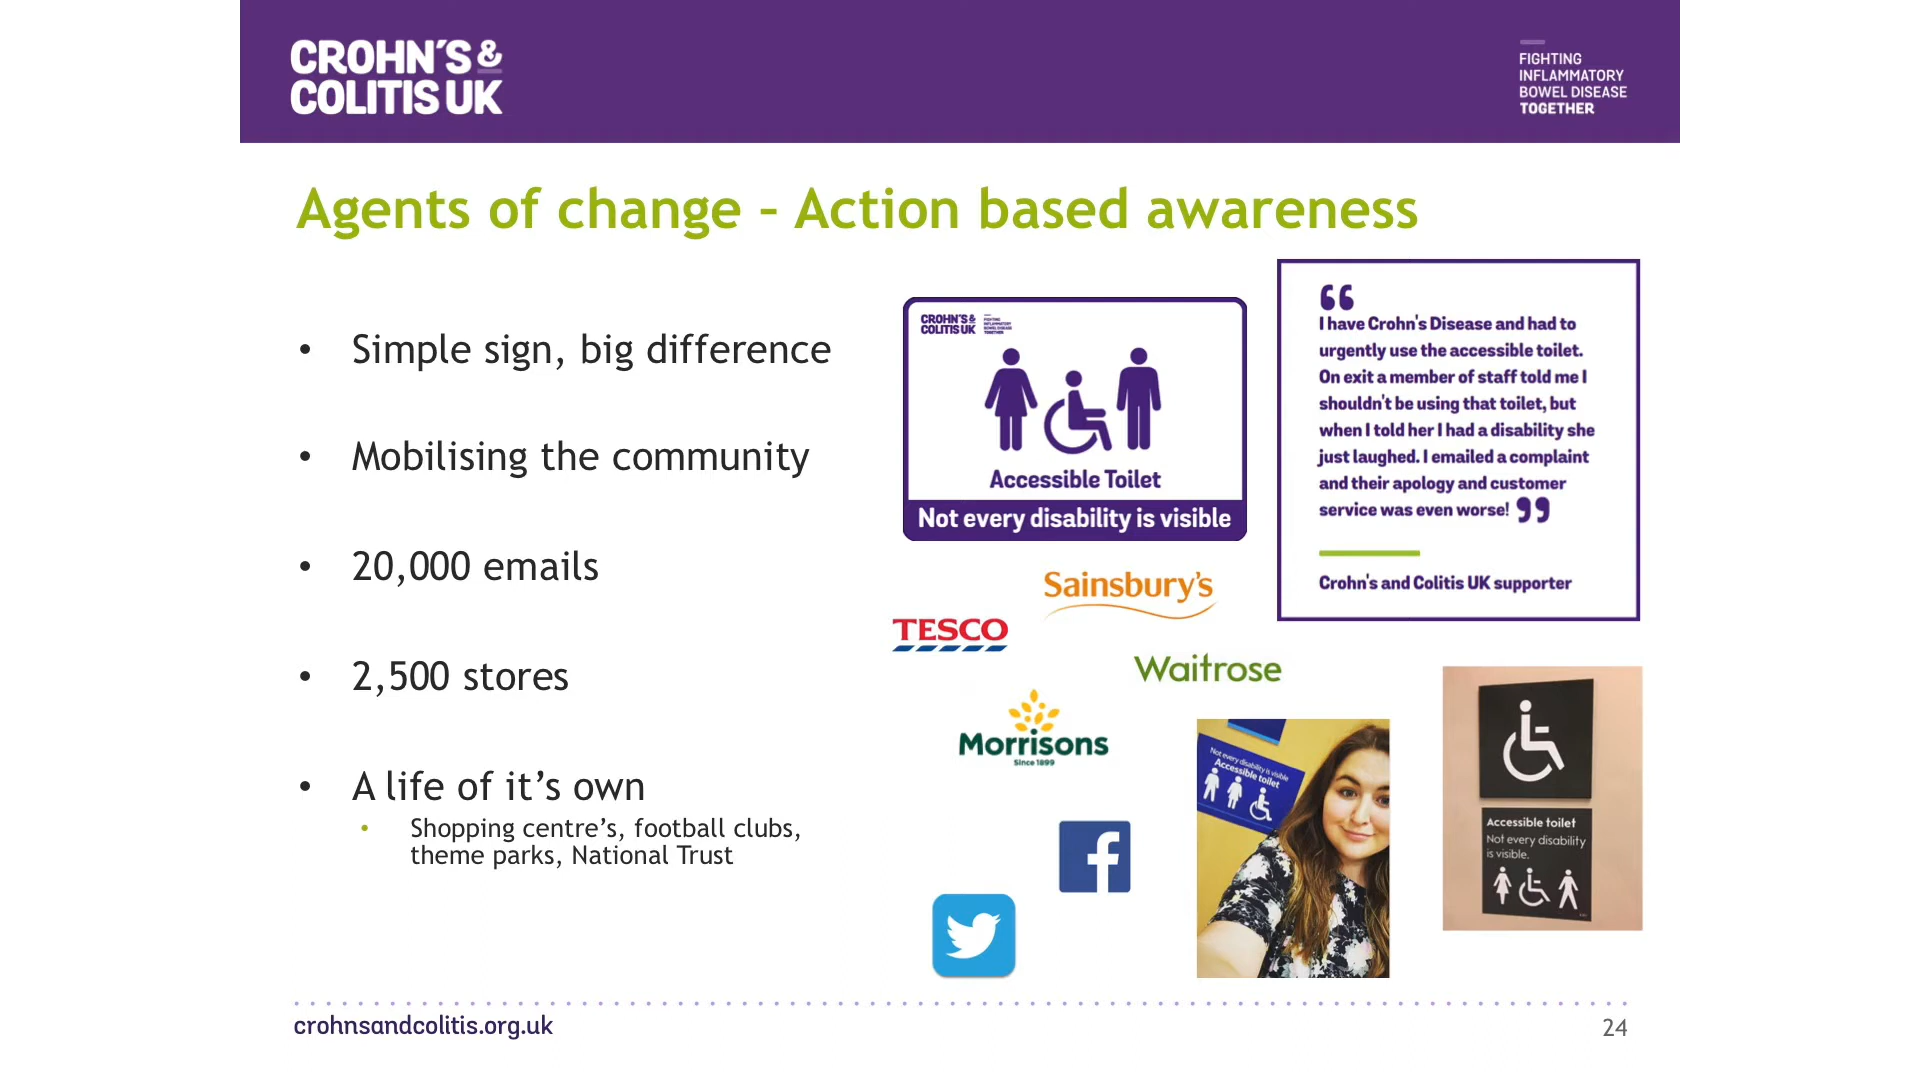 CROHN'S &
COLITIS UK
FIGHTING
INFLAMMATORY
BOWEL DISEASE
TOGETHER
Agents of change – Action based awareness
• Simple sign, big difference
• Mobilising the community
• 20,000 emails
• 2,500 stores
• A life of it’s own
• Shopping centre’s, football clubs,
theme parks, National Trust
CROHN'S &
COLITIS UK
FIGHTING
INFLAMMATORY
BOWEL DISEASE
TOGETHER
Accessible Toilet
Not every disability is visible
“
I have Crohn's Disease and had to
urgently use the accessible toilet.
On exit a member of staff told me I
shouldn't be using that toilet, but
when I told her I had a disability she
just laughed. I emailed a complaint
and their apology and customer
service was even worse! ”
Crohn's and Colitis UK supporter
Sainsbury's
TESCO
Waitrose
Morrisons
Since 1899
Not every disability is visible
Accessible toilet
Accessible toilet
Not every disability
is visible.
crohnsandcolitis.org.uk
24